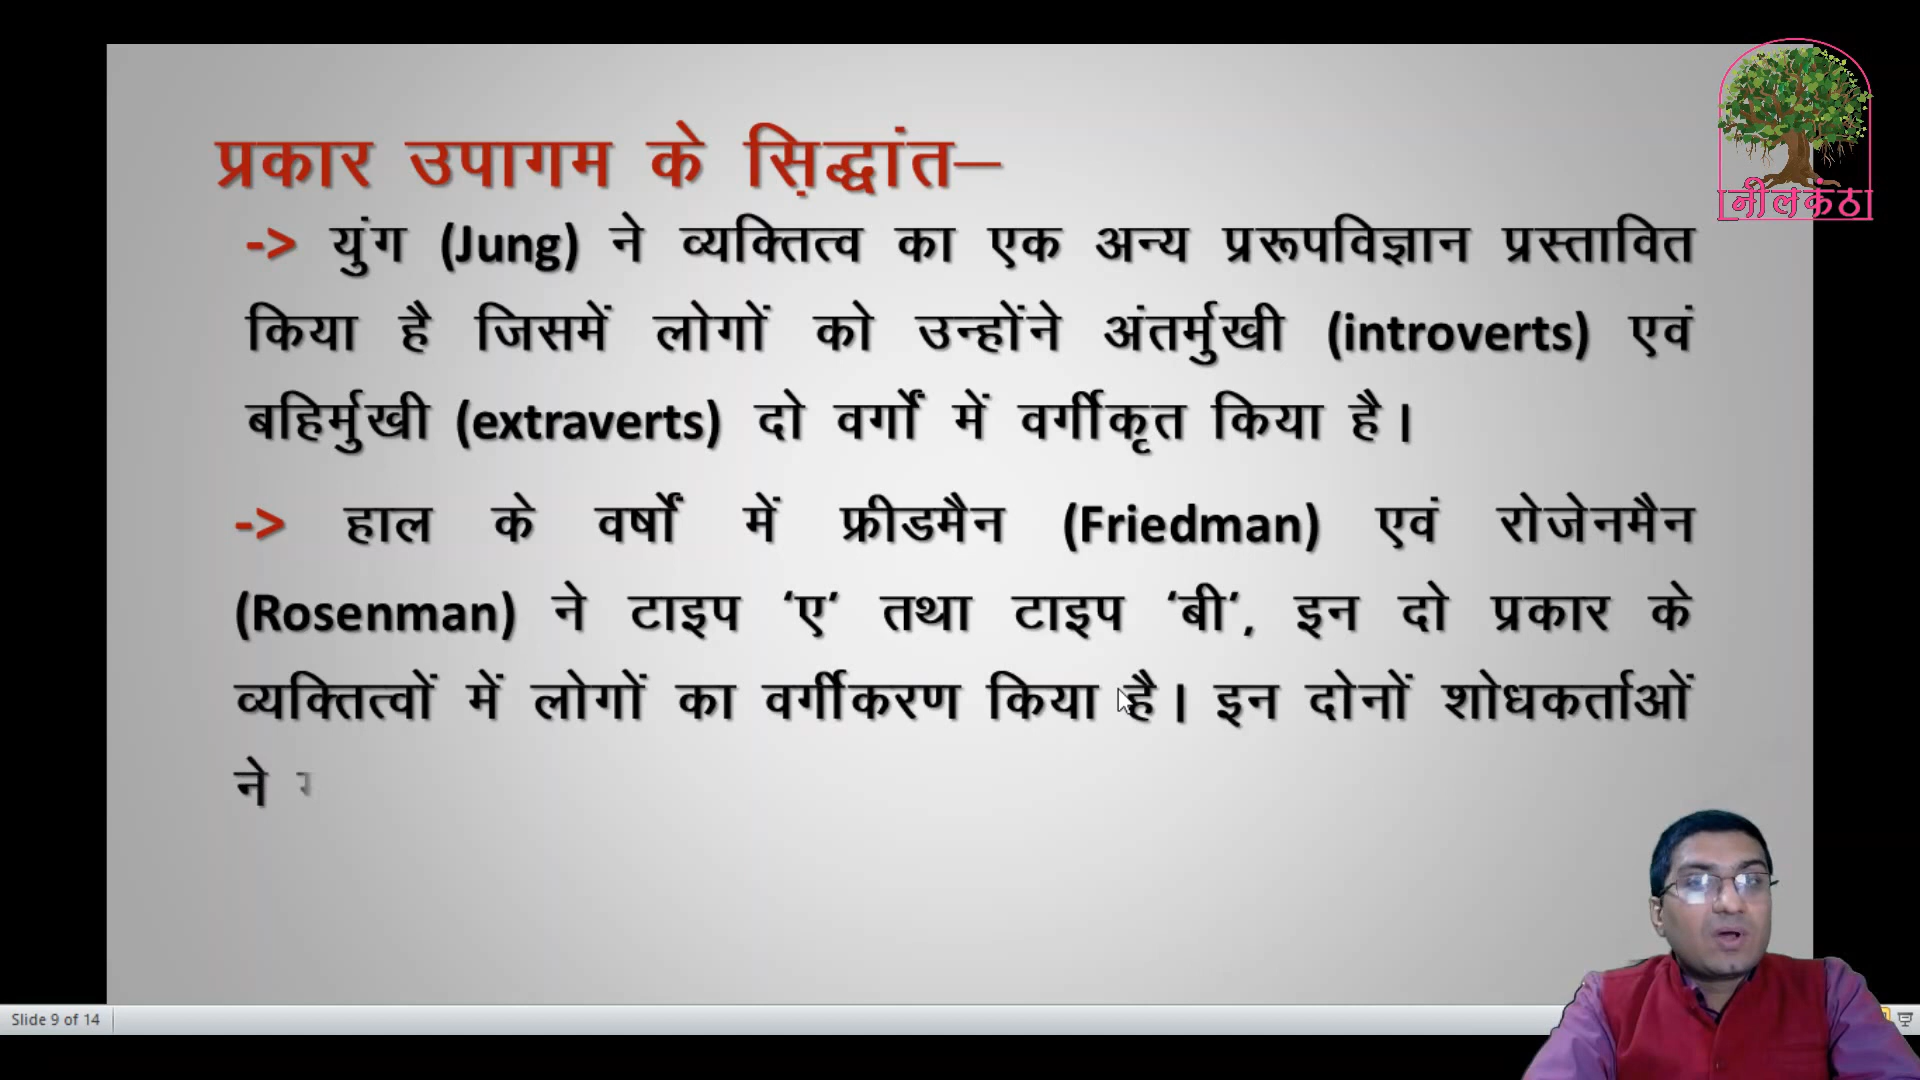 प्रकार उपागम के सि़द्धांत–
-> युंग (Jung) ने व्यक्तित्व का एक अन्य प्ररूपविज्ञान प्रस्तावित
किया है जिसमें लोगों को उन्होंने अंतर्मुखी (introverts) एवं
बहिर्मुखी (extraverts) दो वर्गों में वर्गीकृत किया है।
-> हाल के वर्षों में फ्रीडमैन (Friedman) एवं रोजेनमैन
(Rosenman) ने टाइप ‘ए’ तथा टाइप ‘बी’, इन दो प्रकार के
व्यक्तित्वों में लोगों का वर्गीकरण किया है। इन दोनों शोधकर्ताओं
ने
नीलकंठ
Slide 9 of 14